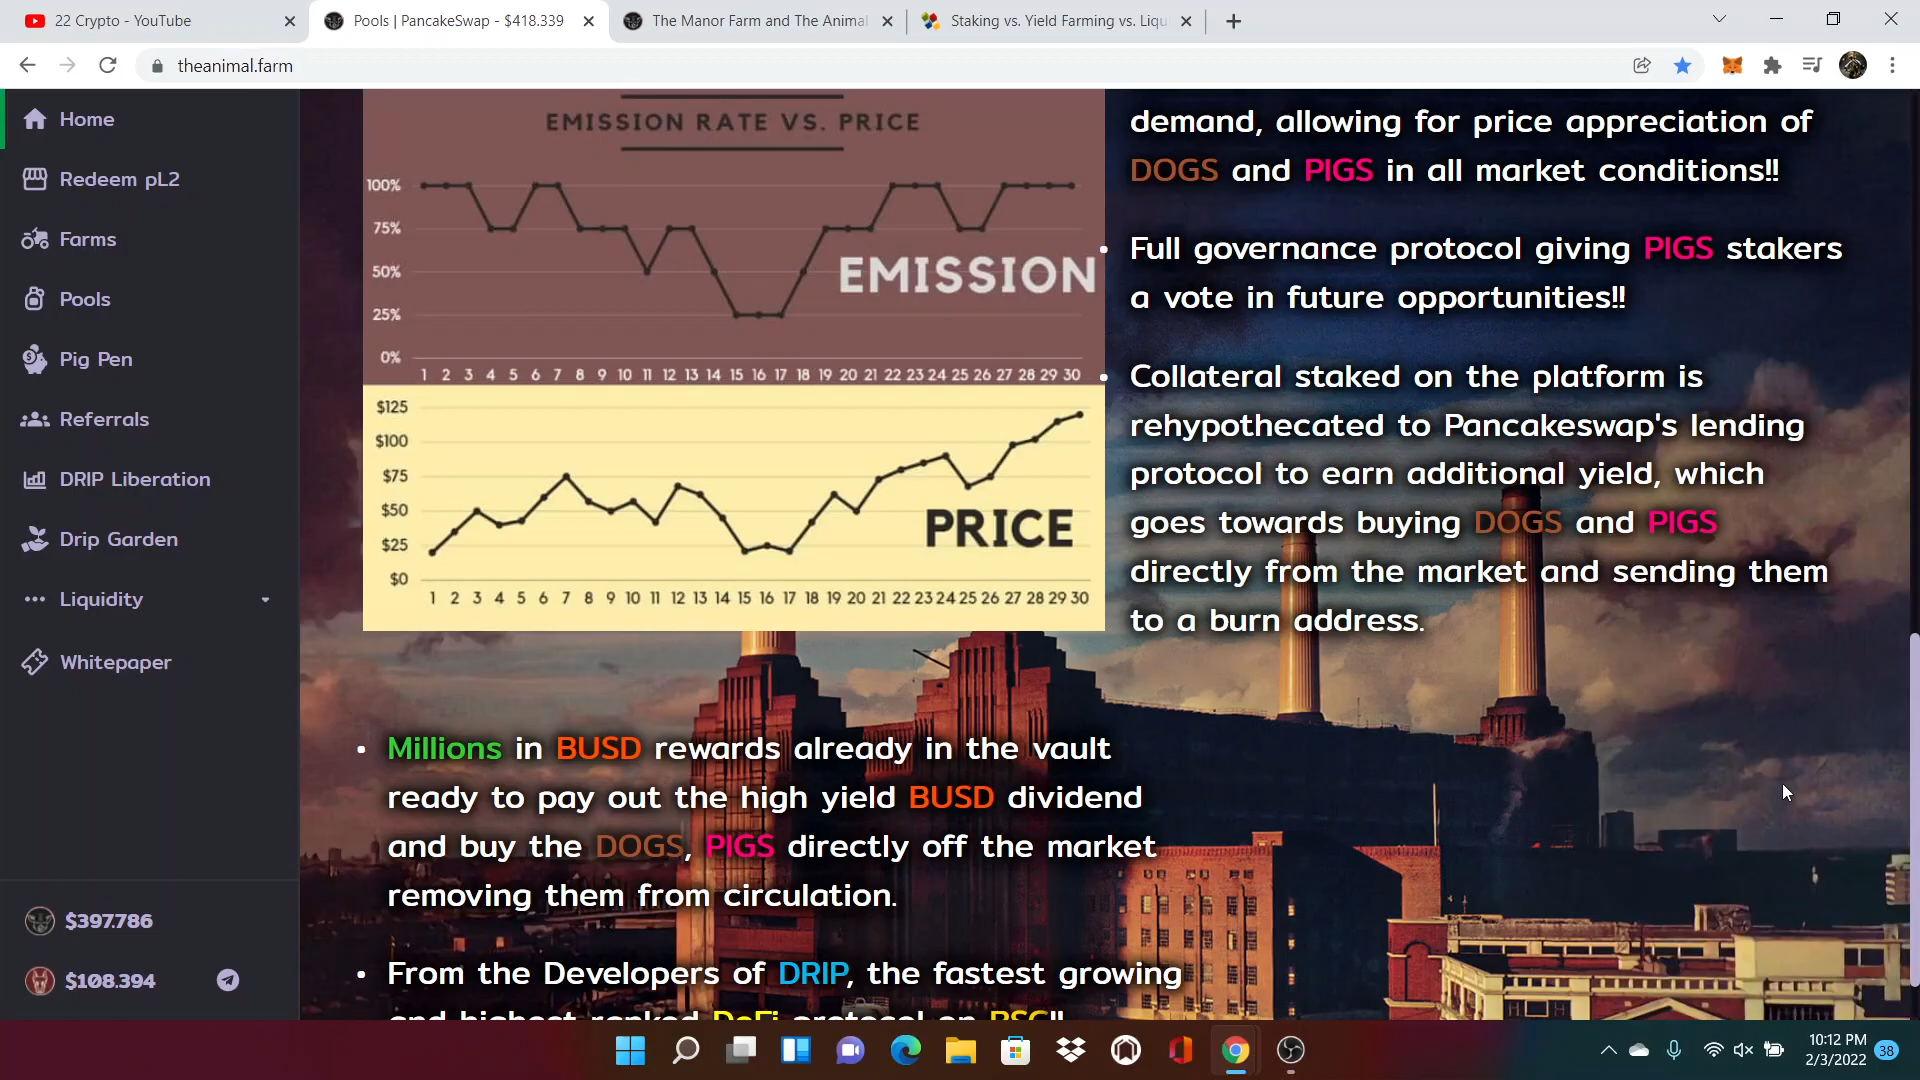 22 Crypto - YouTube
Pools | PancakeSwap - $418.339
The Manor Farm and The Animal
Staking vs. Yield Farming vs. Liqu
theanimal.farm
Home
Redeem pL2
Farms
Pools
Pig Pen
Referrals
DRIP Liberation
Drip Garden
Liquidity
Whitepaper
$397.786
$108.394
EMISSION RATE VS. PRICE
100%
75%
50%
25%
0%
EMISSION
1 2 3 4 5 6 7 8 9 10 11 12 13 14 15 16 17 18 19 20 21 22 23 24 25 26 27 28 29 30
$125
$100
$75
$50
$25
$0
PRICE
1 2 3 4 5 6 7 8 9 10 11 12 13 14 15 16 17 18 19 20 21 22 23 24 25 26 27 28 29 30
demand, allowing for price appreciation of
DOGS and PIGS in all market conditions!!
• Full governance protocol giving PIGS stakers
a vote in future opportunities!!
• Collateral staked on the platform is
rehypothecated to Pancakeswap's lending
protocol to earn additional yield, which
goes towards buying DOGS and PIGS
directly from the market and sending them
to a burn address.
• Millions in BUSD rewards already in the vault
ready to pay out the high yield BUSD dividend
and buy the DOGS, PIGS directly off the market
removing them from circulation.
• From the Developers of DRIP, the fastest growing
and highest ranked DeFi protocol on BSC!!
10:12 PM
2/3/2022
38